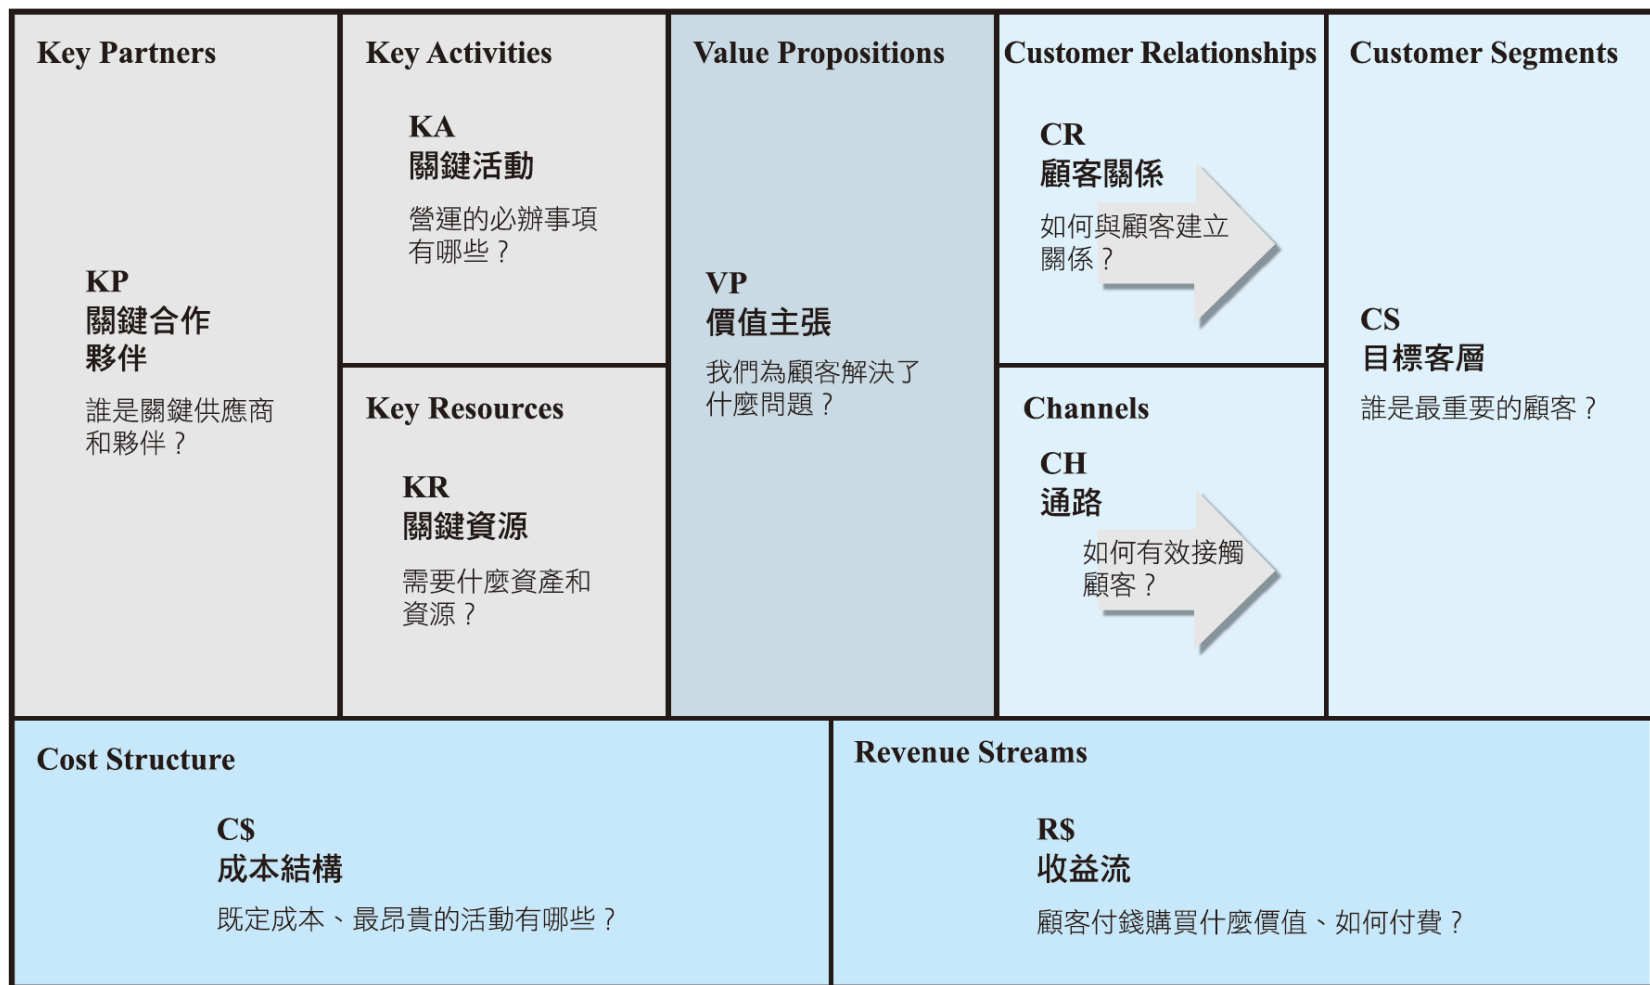 Key Partners
KP
關鍵合作
夥伴
誰是關鍵供應商
和夥伴？
Key Activities
KA
關鍵活動
營運的必辦事項
有哪些？
Key Resources
KR
關鍵資源
需要什麼資產和
資源？
Value Propositions
VP
價值主張
我們為顧客解決了
什麼問題？
Customer Relationships
CR
顧客關係
如何與顧客建立
關係？
Channels
CH
通路
如何有效接觸
顧客？
Customer Segments
CS
目標客層
誰是最重要的顧客？
Cost Structure
C$
成本結構
既定成本、最昂貴的活動有哪些？
Revenue Streams
R$
收益流
顧客付錢購買什麼價值、如何付費？